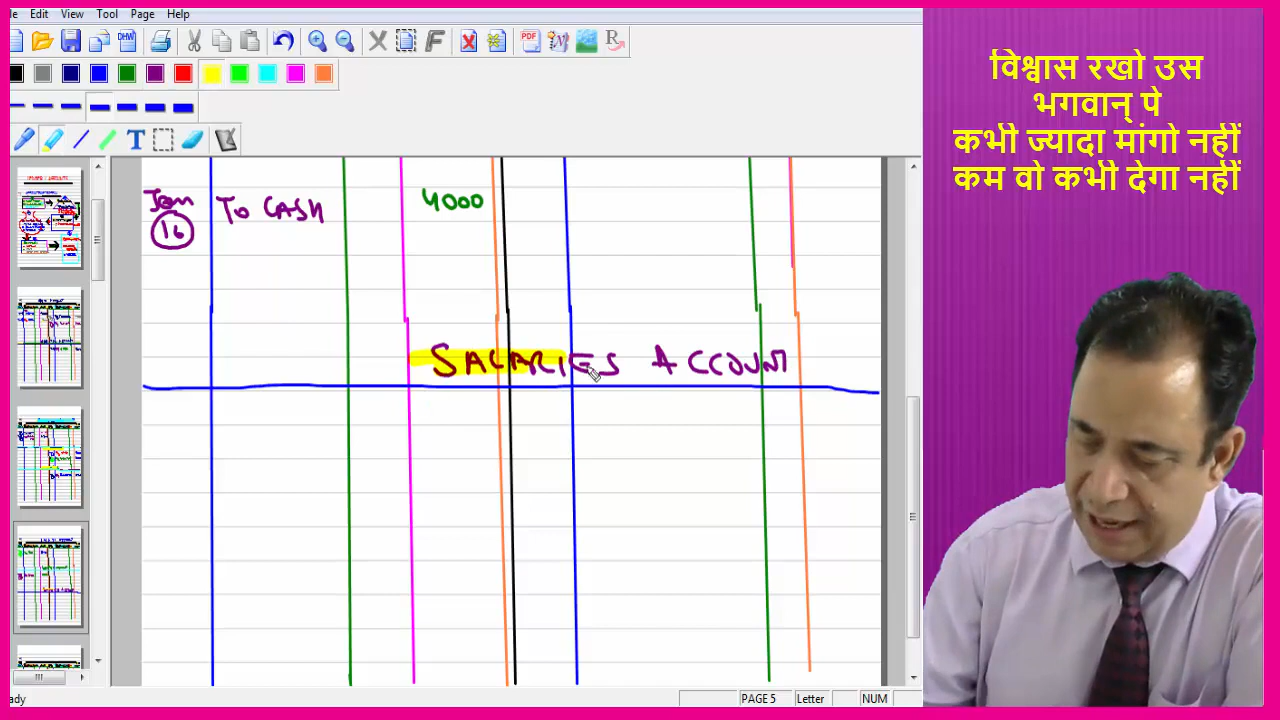 Edit View Tool Page Help
विश्वास रखो उस
भगवान् पे
कभी ज्यादा मांगो नहीं
कम वो कभी देगा नहीं
Jan To CASH 4000
16
SALARIES ACCOUNT
PAGE 5 Letter NUM